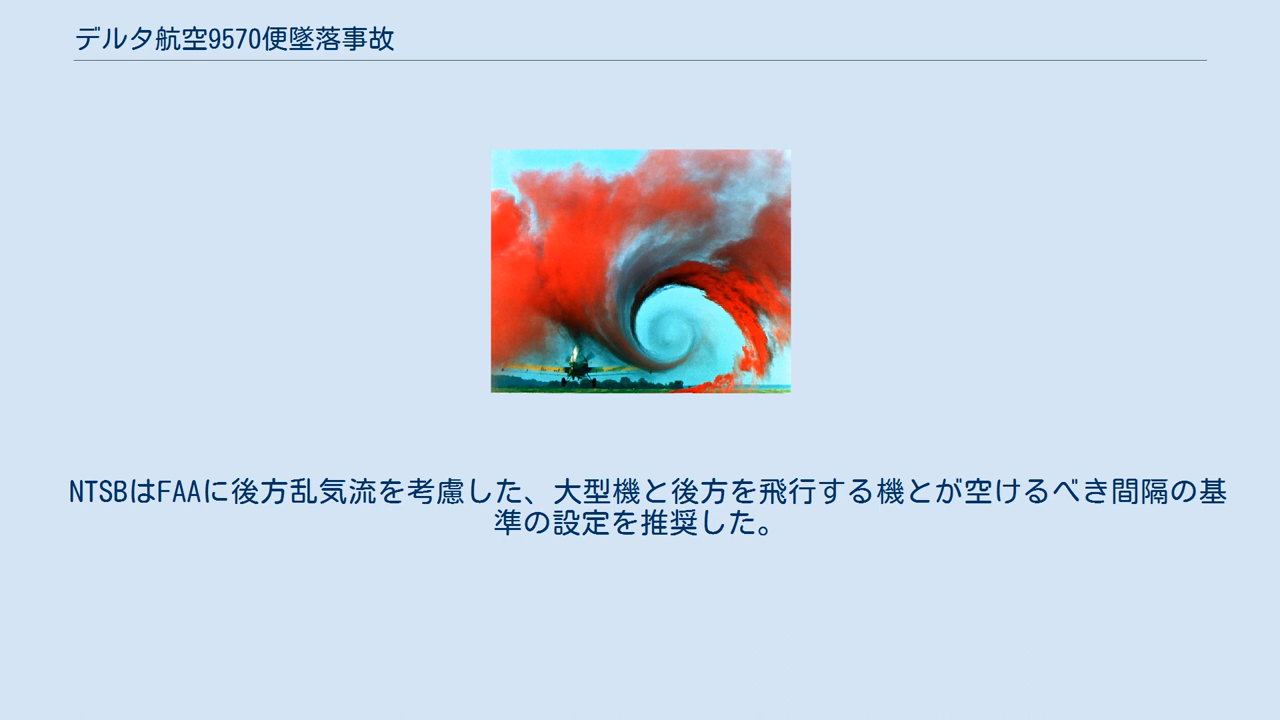 デルタ航空9570便墜落事故
NTSBはFAAに後方乱気流を考慮した、大型機と後方を飛行する機とが空けるべき間隔の基
準の設定を推奨した。